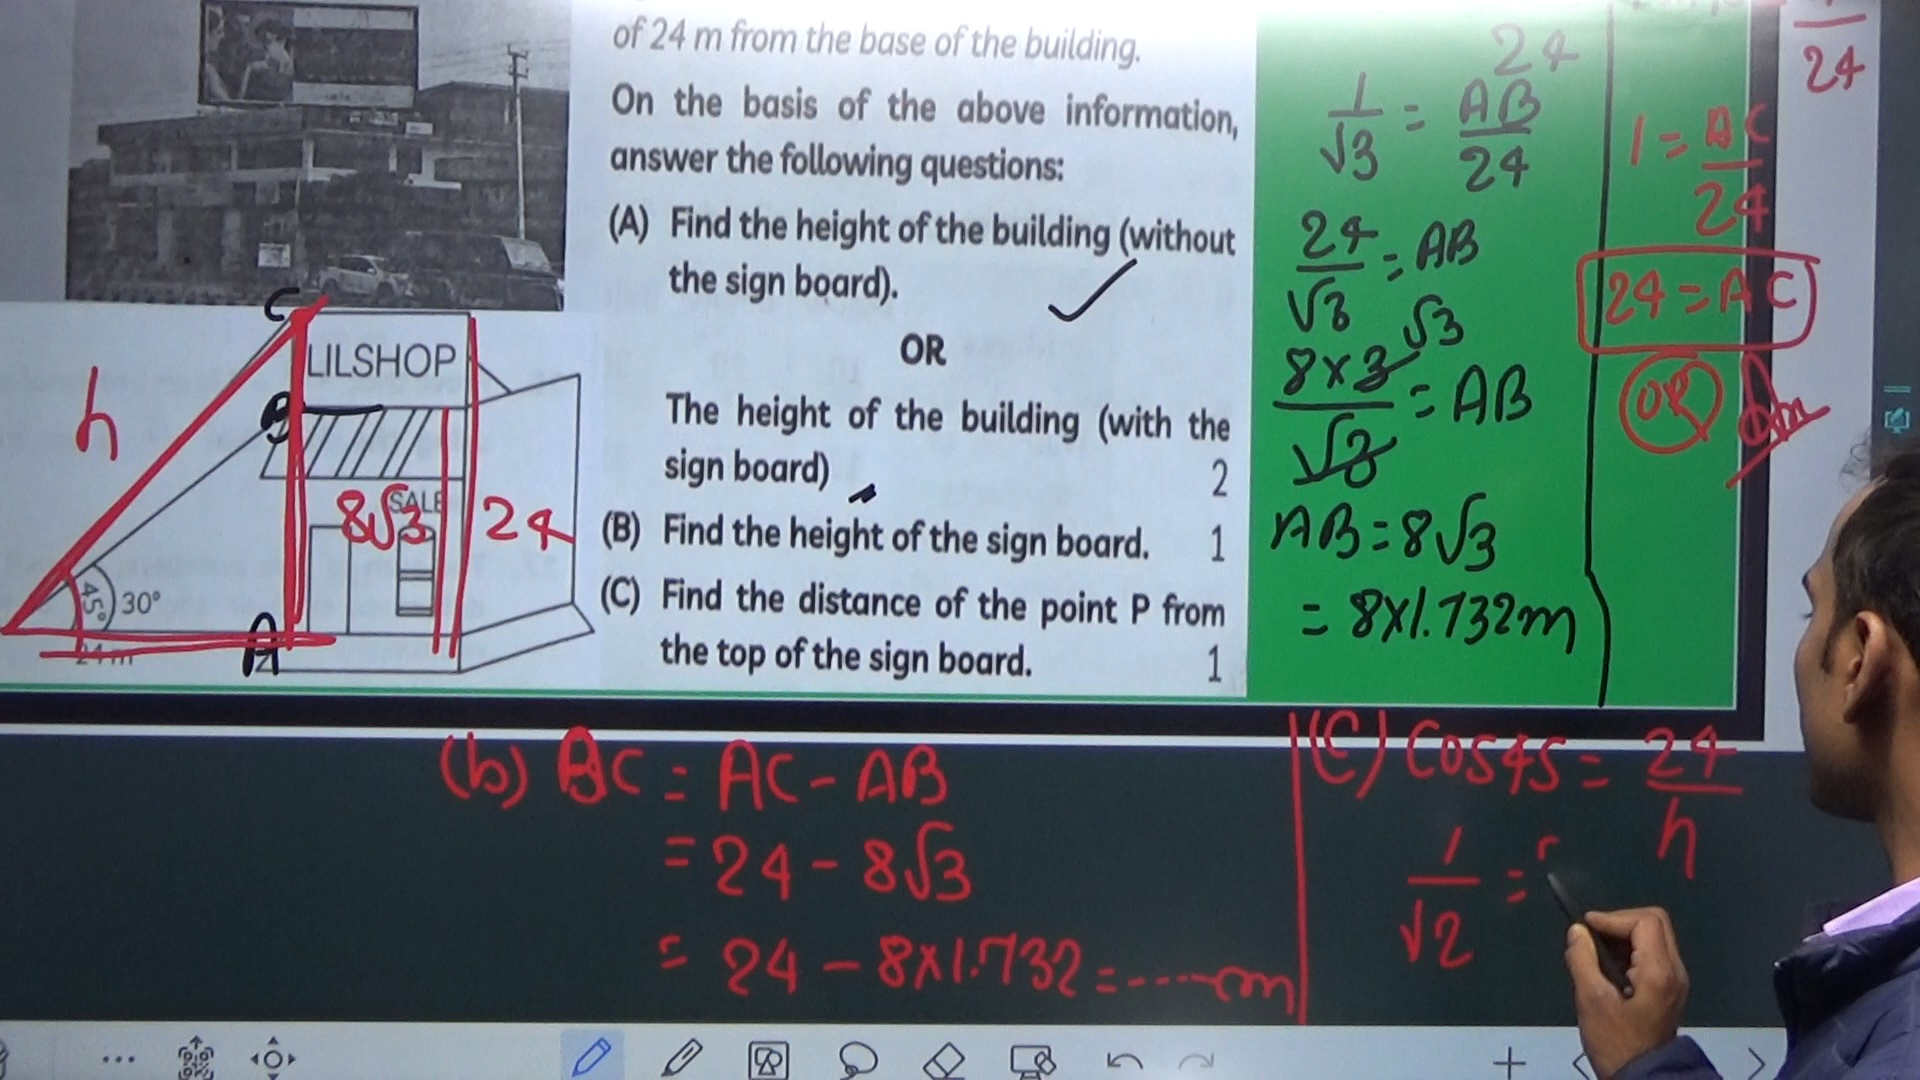 of 24 m from the base of the building.
On the basis of the above information,
answer the following questions:
(A) Find the height of the building (without
the sign board).
OR
The height of the building (with the
sign board) 2
(B) Find the height of the sign board. 1
(C) Find the distance of the point P from
the top of the sign board. 1
C
LILSHOP
h
B
SALE
8√3
24
45°
30°
A
24 m
24
1/√3 = AB/24
24/√3 = AB
√3
8×3/√3 = AB
AB = 8√3
= 8×1.732m
24
1 = AC/24
24 = AC
OR
(b) BC = AC - AB
= 24 - 8√3
= 24 - 8×1.732 = ----m
(C) Cos45 = 24/h
1/√2 =